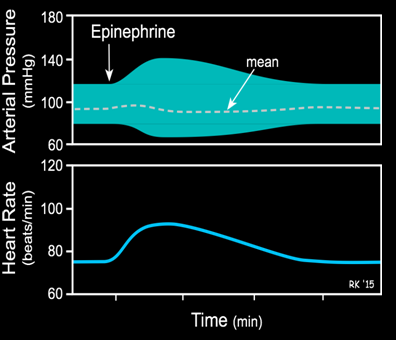 180
Epinephrine
140
mean
100
60
Arterial Pressure
(mmHg)
120
100
80
60
Heart Rate
(beats/min)
RK '15
Time (min)